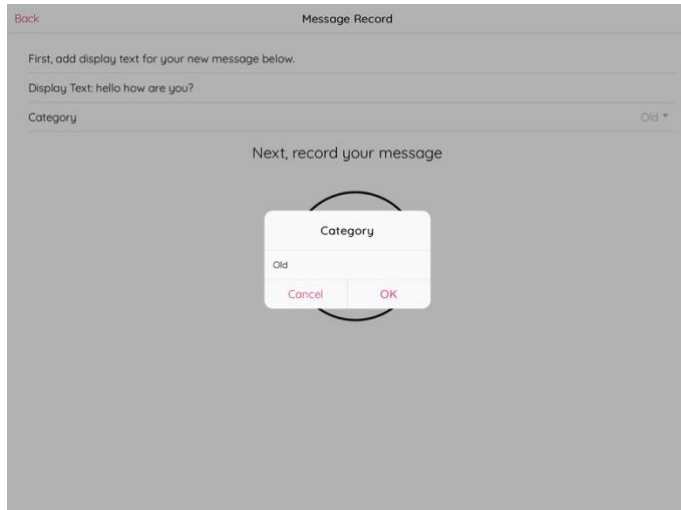 Back Message Record
First, add display text for your new message below.
Display Text: hello how are you?
Category Old
Next, record your message
Category
Old
Cancel OK